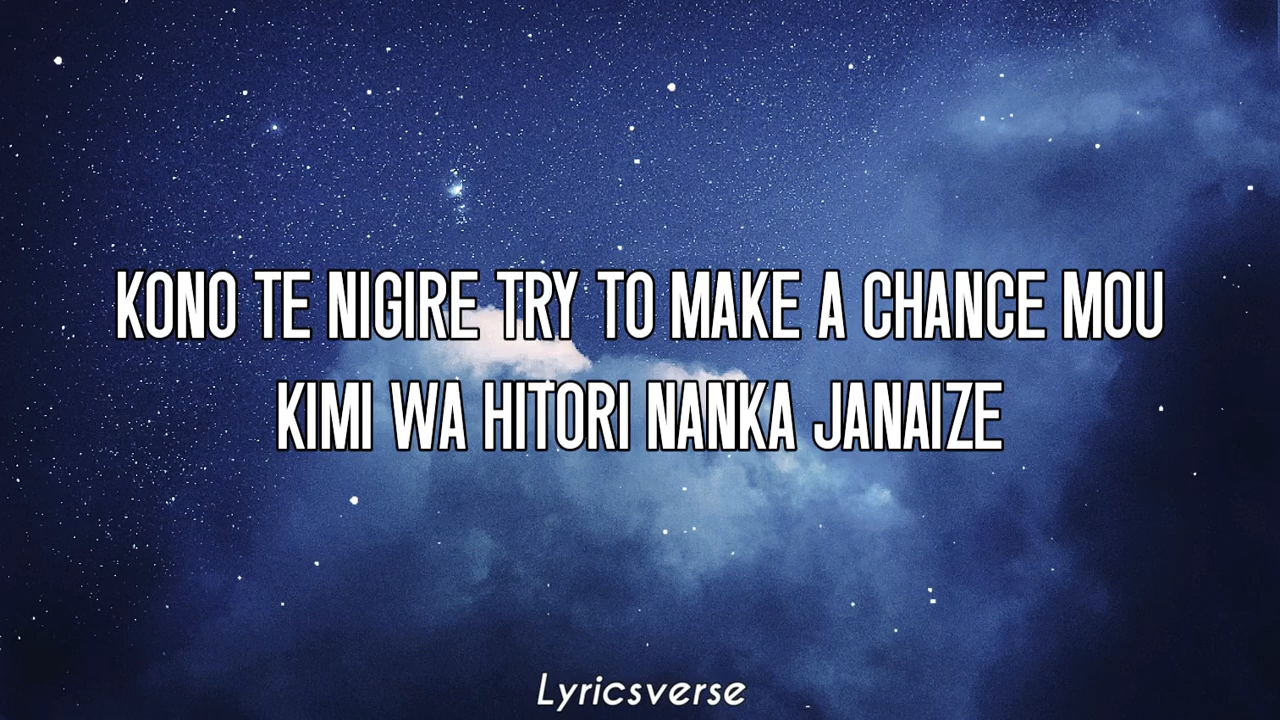 KONO TE NIGIRE TRY TO MAKE A CHANCE MOU
KIMI WA HITORI NANKA JANAIZE
Lyricsverse